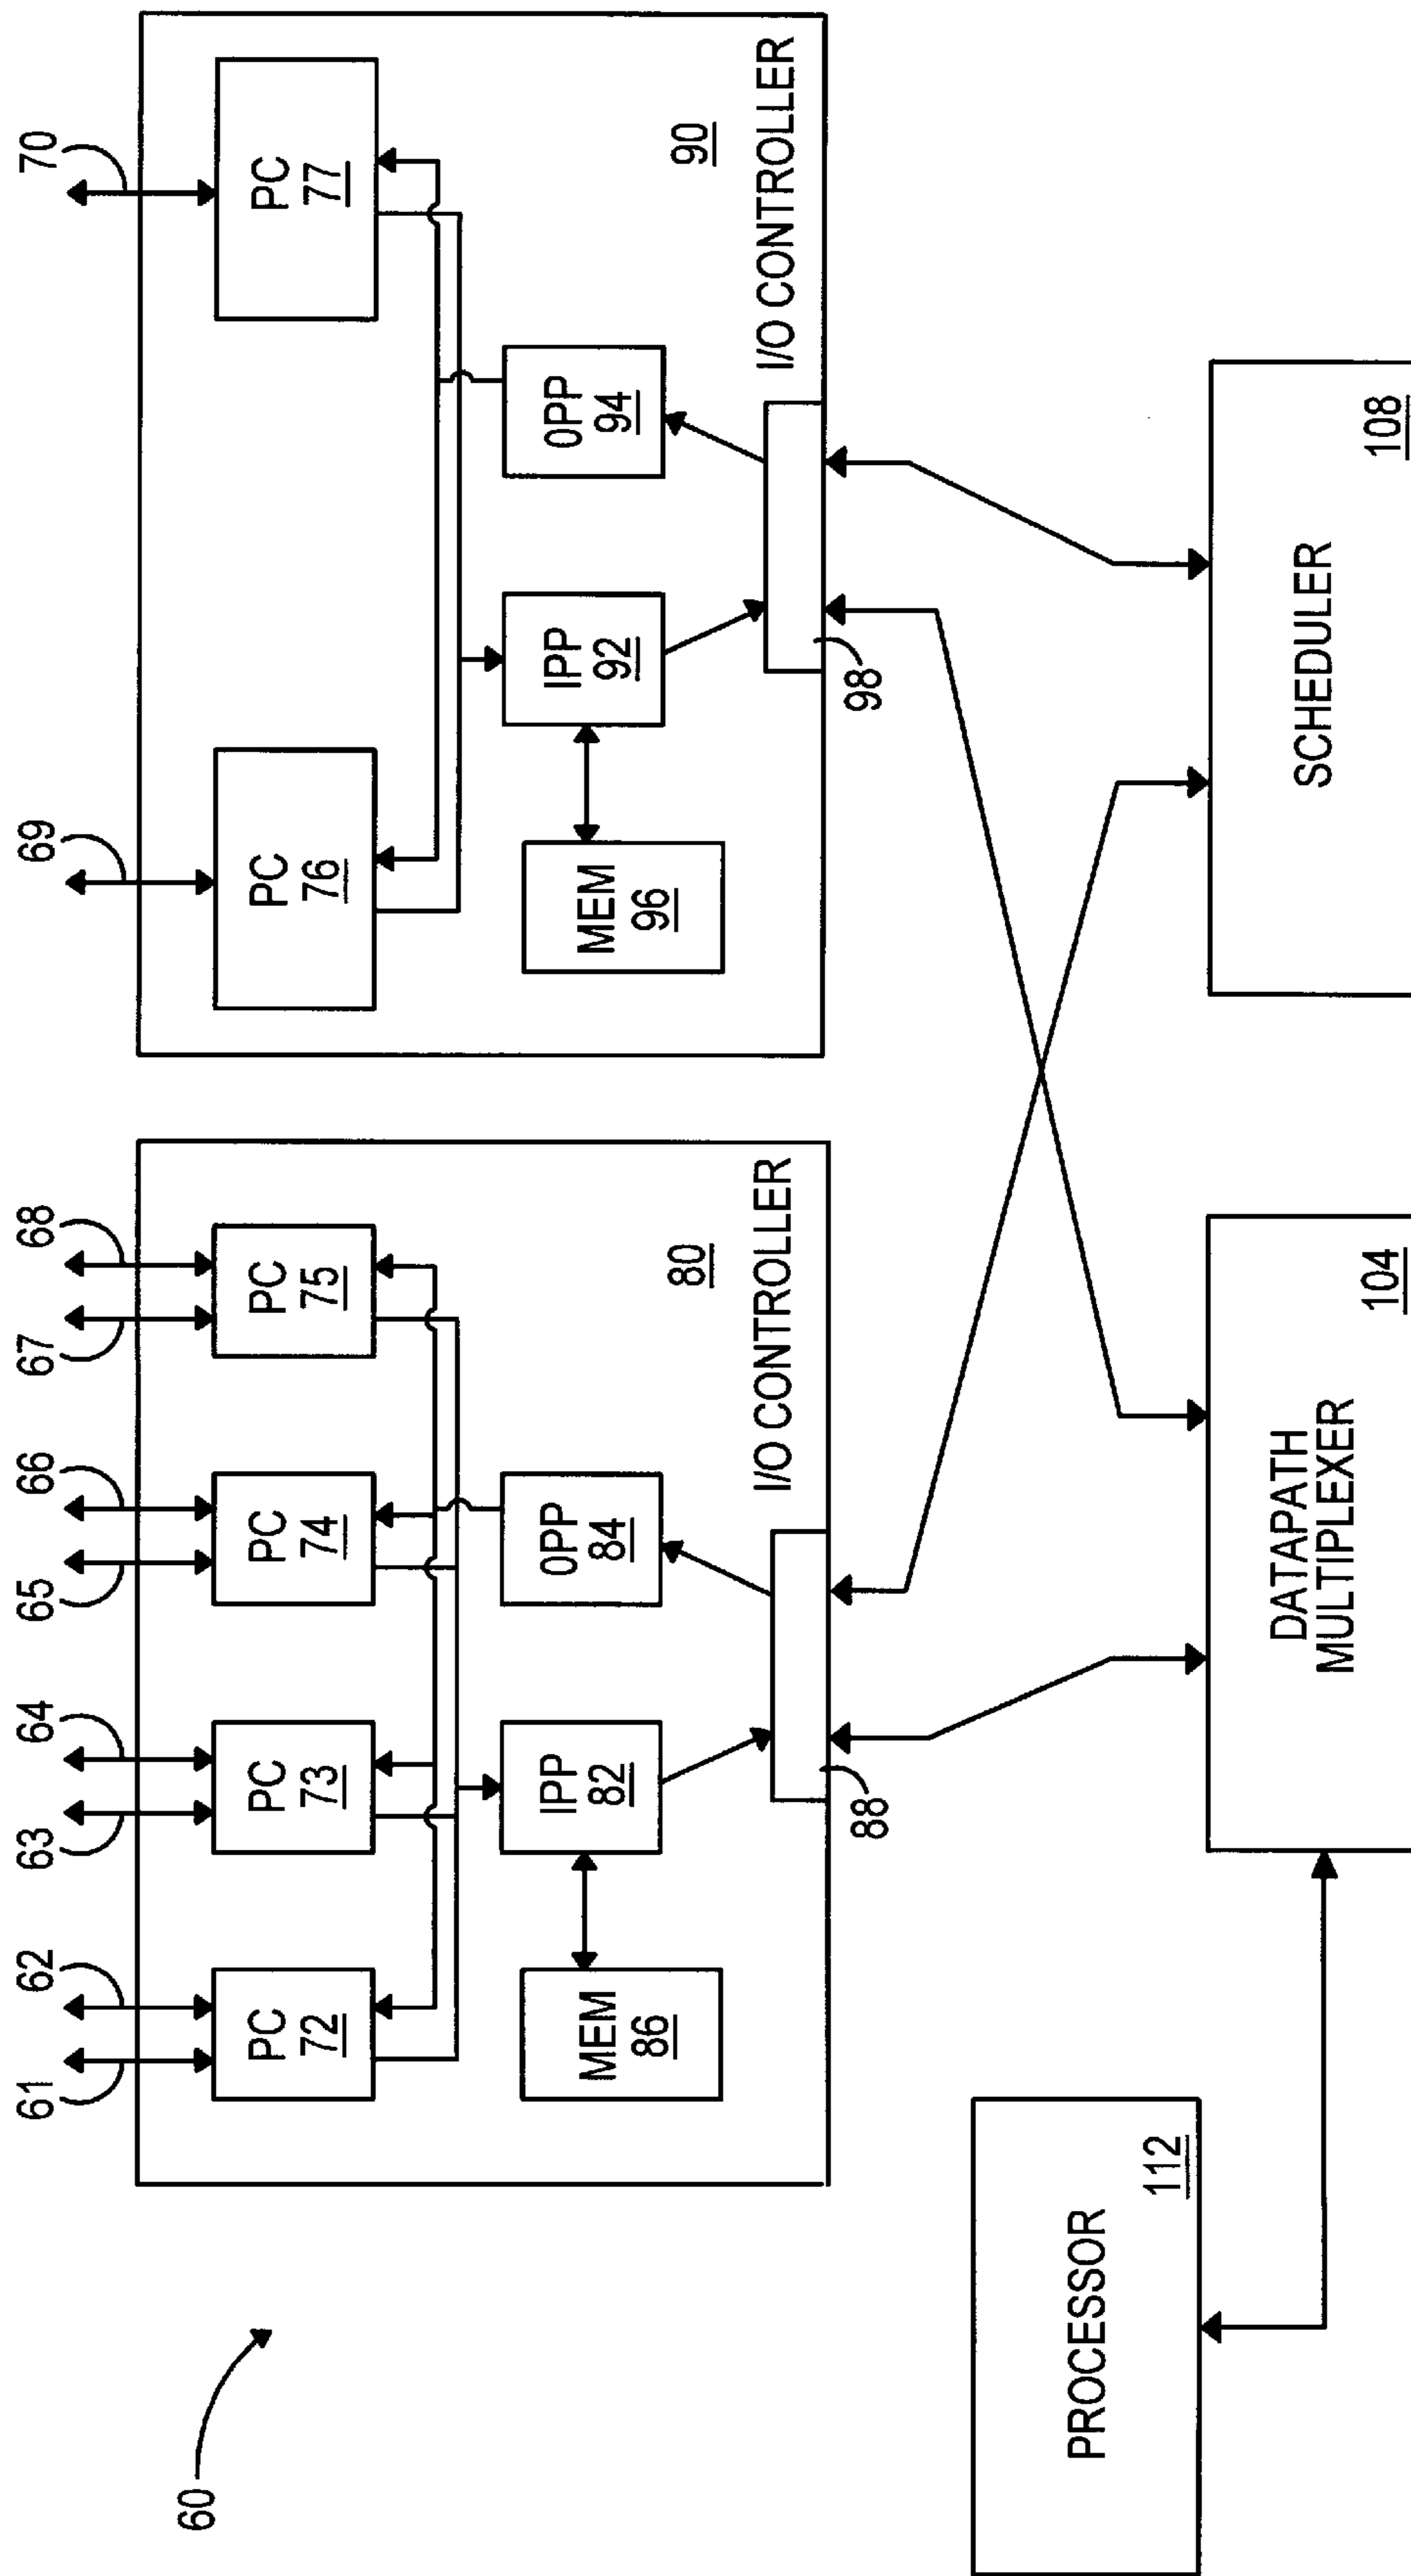 60
61
62
63
64
65
66
67
68
69
70
PC
72
PC
73
PC
74
PC
75
PC
76
PC
77
MEM
86
IPP
82
0PP
84
80
I/O CONTROLLER
88
MEM
96
IPP
92
0PP
94
90
I/O CONTROLLER
98
PROCESSOR
112
DATAPATH
MULTIPLEXER
104
SCHEDULER
108